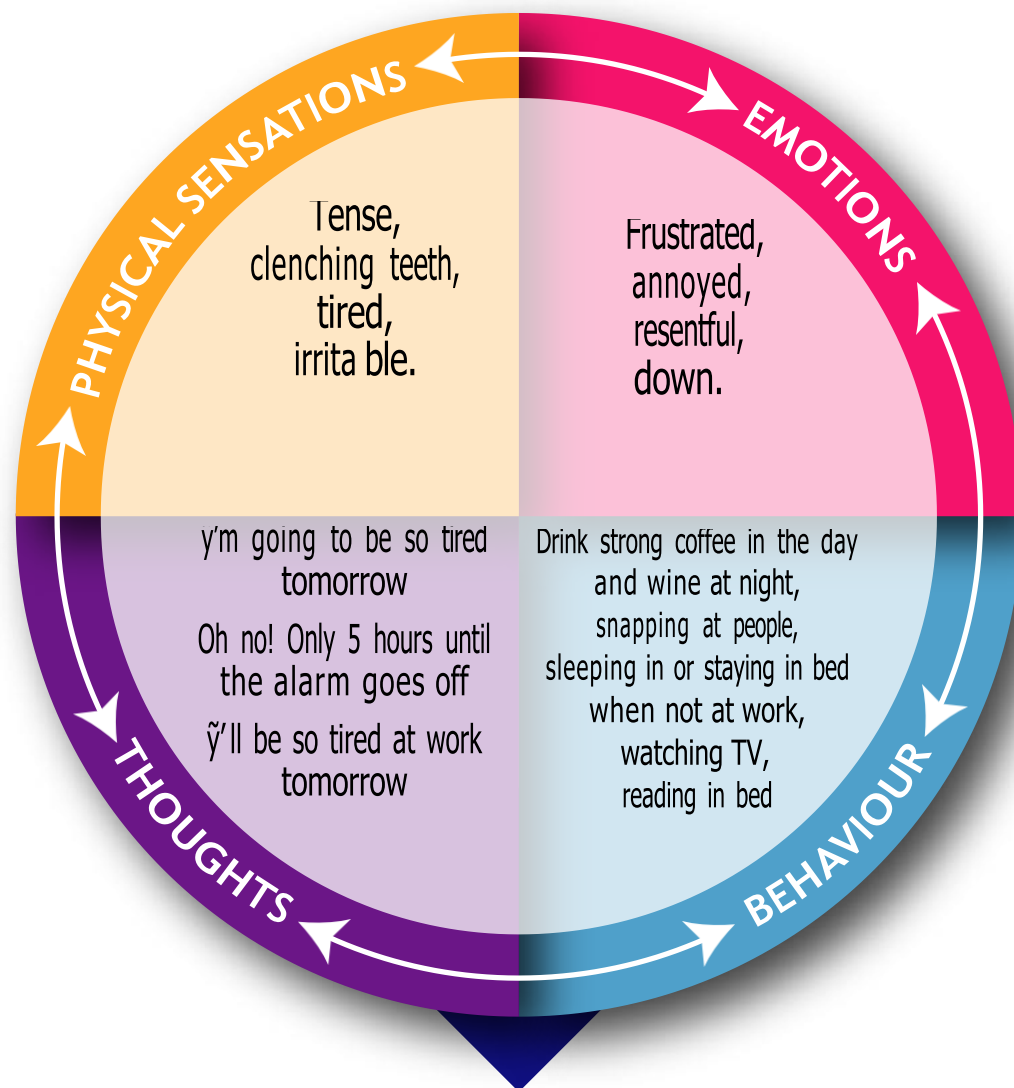 PHYSICAL SENSATIONS
Tense,
clenching teeth,
tired,
irrita ble.
EMOTIONS
Frustrated,
annoyed,
resentful,
down.
THOUGHTS
ý’m going to be so tired
tomorrow
Oh no! Only 5 hours until
the alarm goes off
ỹ’ll be so tired at work
tomorrow
BEHAVIOUR
Drink strong coffee in the day
and wine at night,
snapping at people,
sleeping in or staying in bed
when not at work,
watching TV,
reading in bed